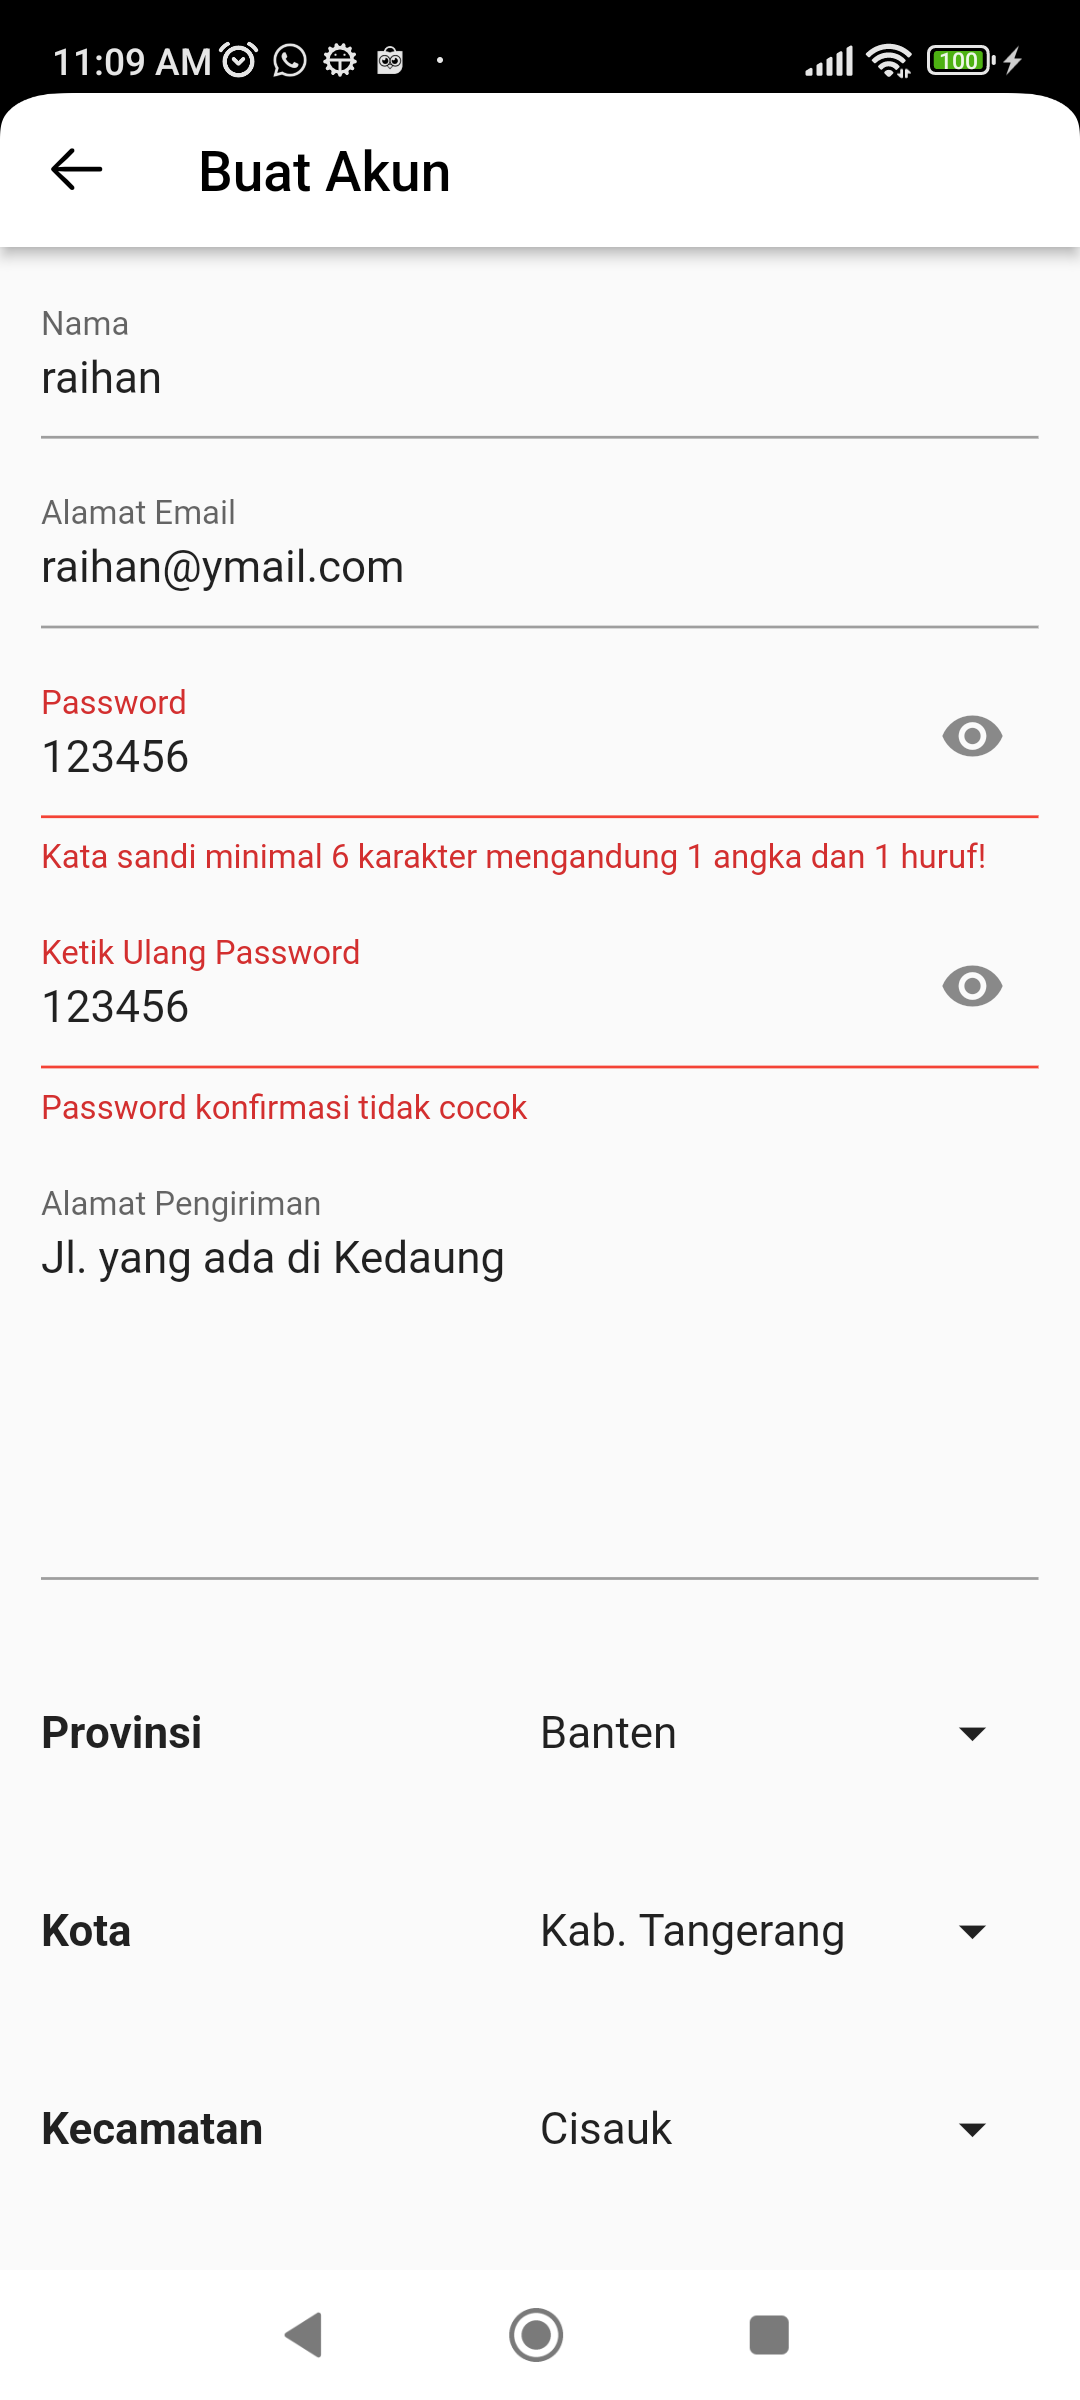 11:09 AM
100
Buat Akun
Nama
raihan
Alamat Email
raihan@ymail.com
Password
123456
Kata sandi minimal 6 karakter mengandung 1 angka dan 1 huruf!
Ketik Ulang Password
123456
Password konfirmasi tidak cocok
Alamat Pengiriman
Jl. yang ada di Kedaung
Provinsi Banten
Kota Kab. Tangerang
Kecamatan Cisauk